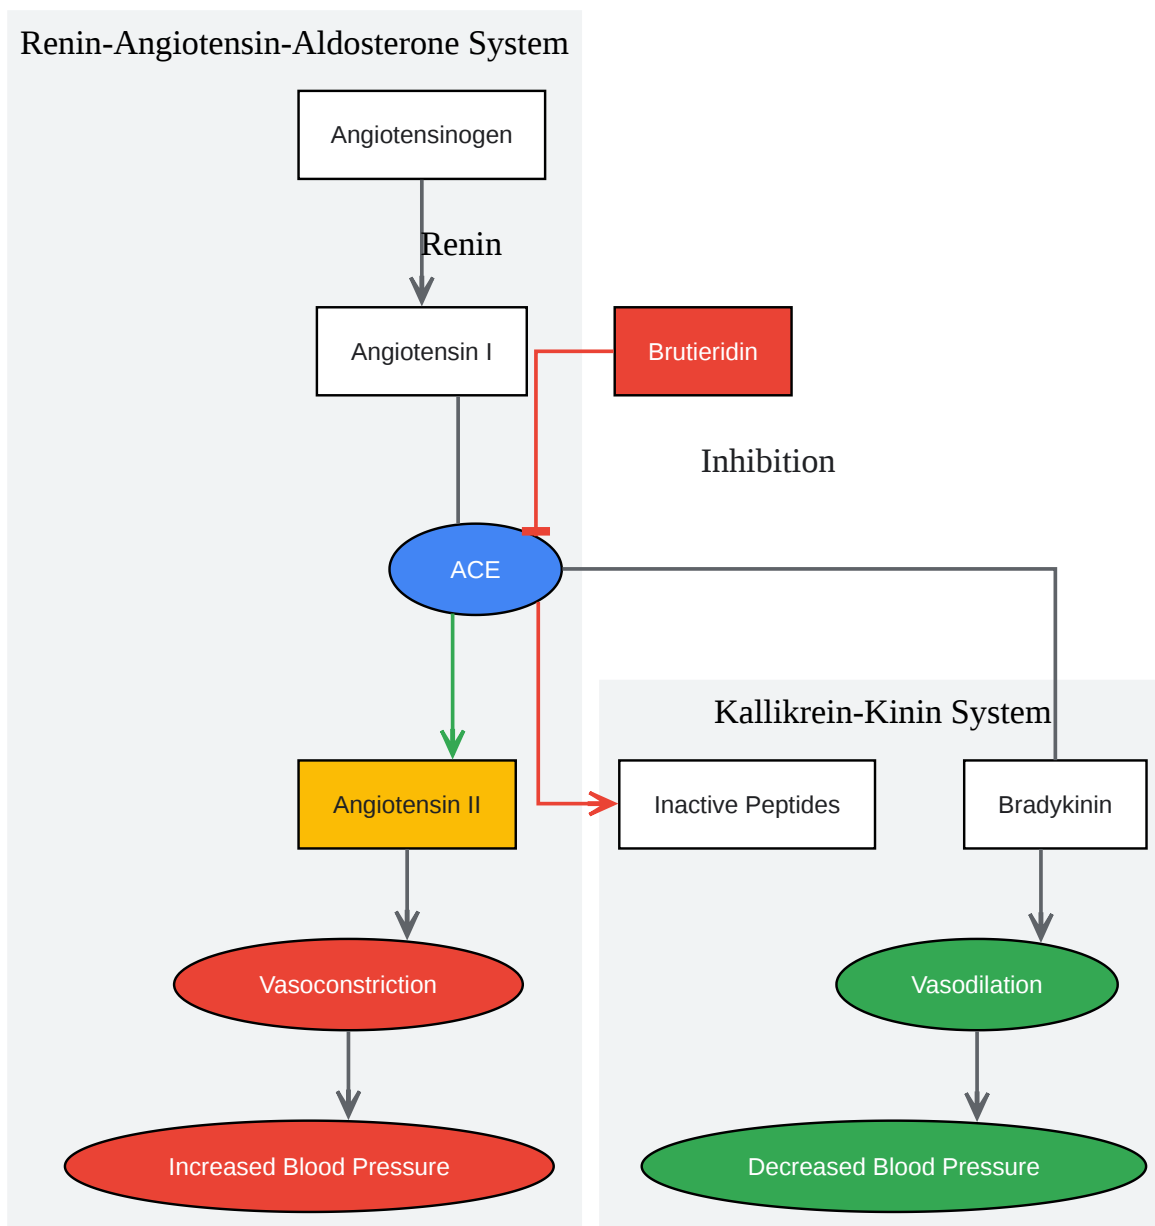 Renin-Angiotensin-Aldosterone System
Angiotensinogen
Renin
Angiotensin I
Brutieridin
Inhibition
ACE
Kallikrein-Kinin System
Angiotensin II
Inactive Peptides
Bradykinin
Vasoconstriction
Vasodilation
Increased Blood Pressure
Decreased Blood Pressure